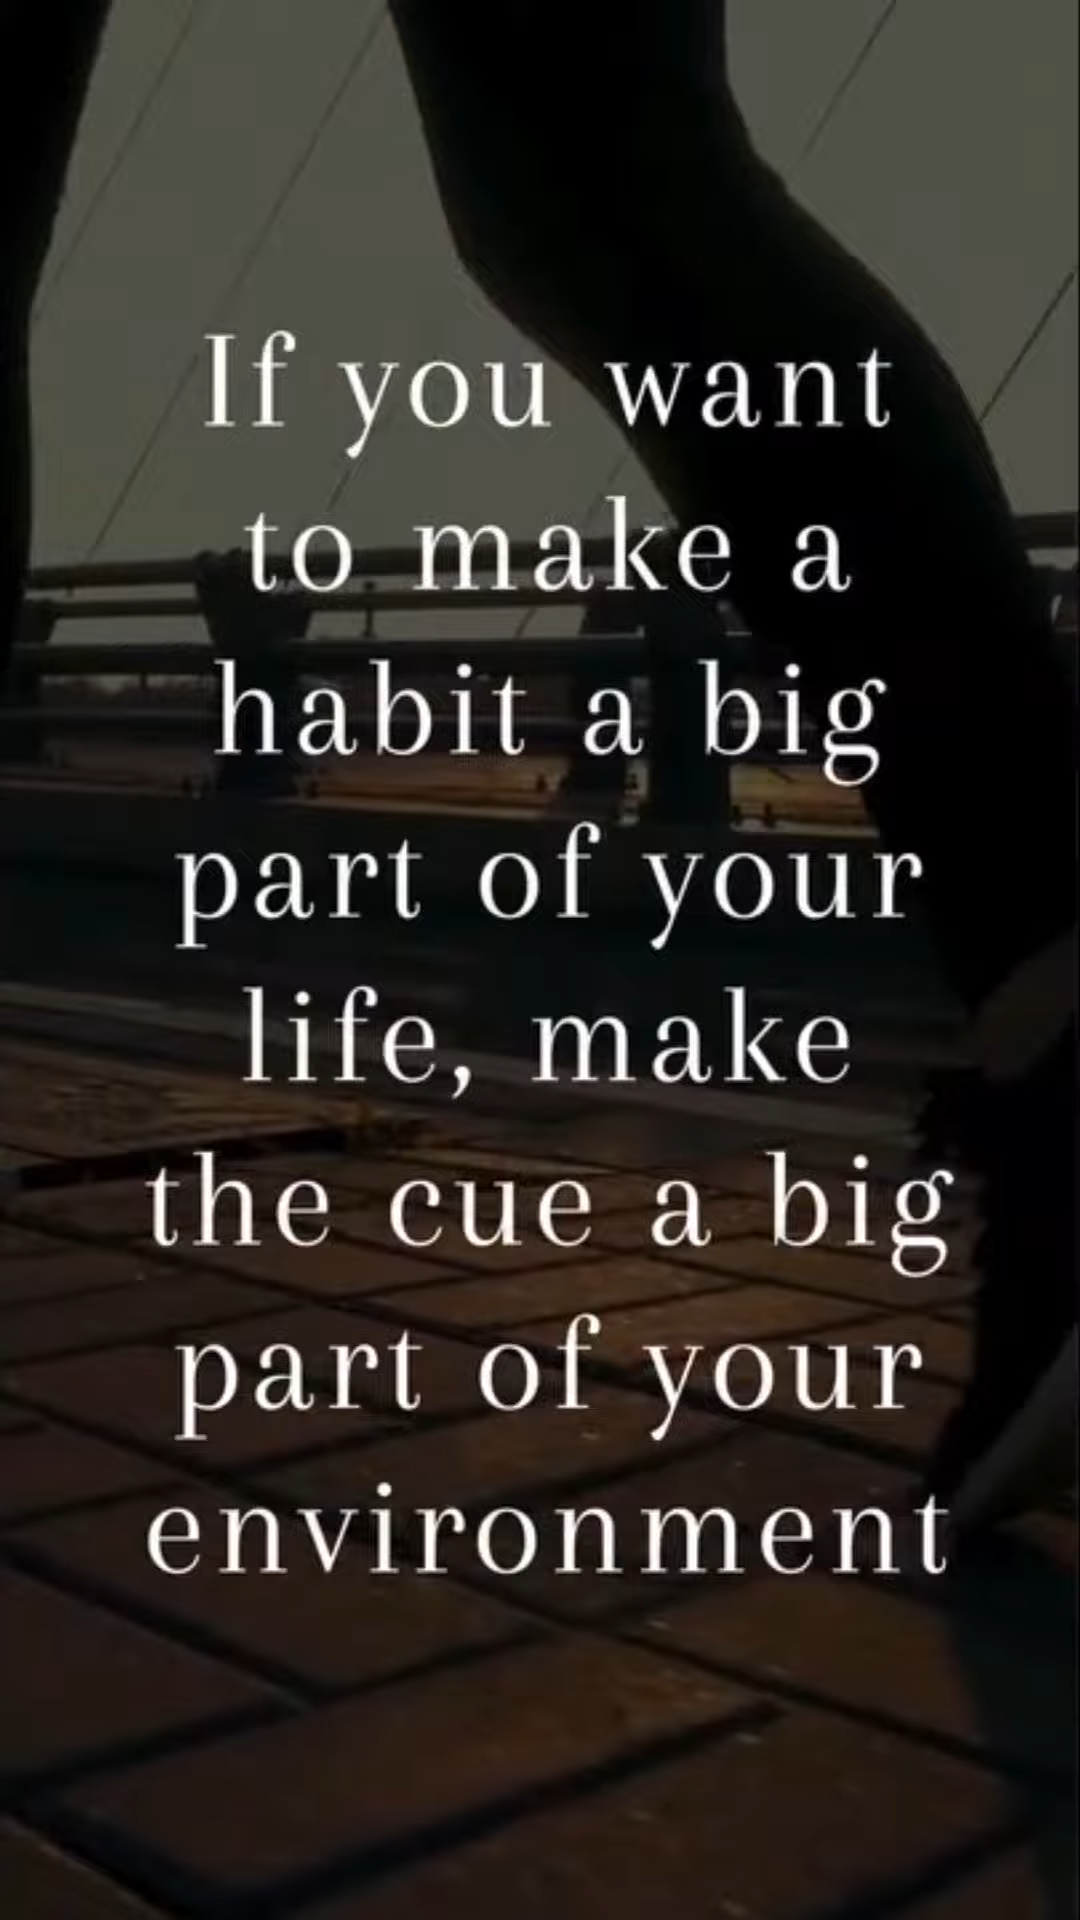 If you want
to make a
habit a big
part of your
life, make
the cue a big
part of your
environment